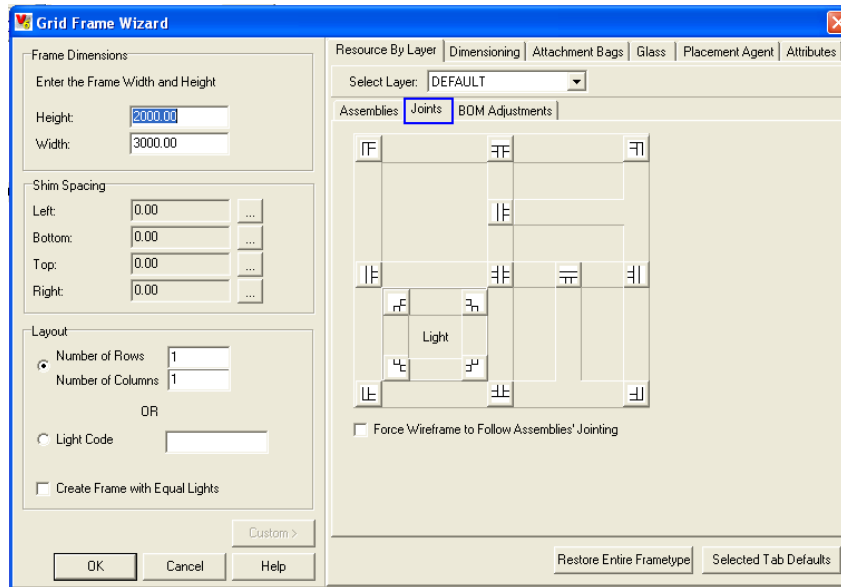 Grid Frame Wizard
Frame Dimensions
Enter the Frame Width and Height
Height: 2000.00
Width: 3000.00
Shim Spacing
Left: 0.00 ...
Bottom: 0.00 ...
Top: 0.00 ...
Right: 0.00 ...
Layout
Number of Rows 1
Number of Columns 1
OR
Light Code
Create Frame with Equal Lights
Custom >
OK Cancel Help
Resource By Layer Dimensioning Attachment Bags Glass Placement Agent Attributes
Select Layer: DEFAULT
Assemblies Joints BOM Adjustments
Light
Force Wireframe to Follow Assemblies' Jointing
Restore Entire Frametype Selected Tab Defaults